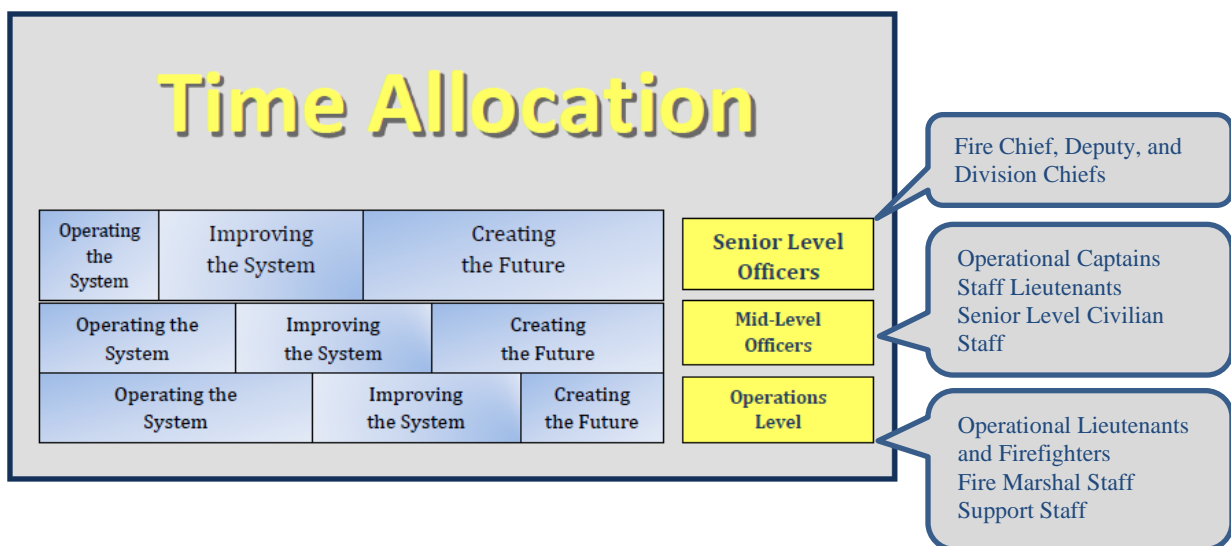 Time Allocation
Fire Chief, Deputy, and
Division Chiefs
Operating
the
System
Improving
the System
Creating
the Future
Senior Level
Officers
Operational Captains
Staff Lieutenants
Senior Level Civilian
Staff
Operating the
System
Improving
the System
Creating
the Future
Mid-Level
Officers
Operating the
System
Improving
the System
Creating
the Future
Operations
Level
Operational Lieutenants
and Firefighters
Fire Marshal Staff
Support Staff